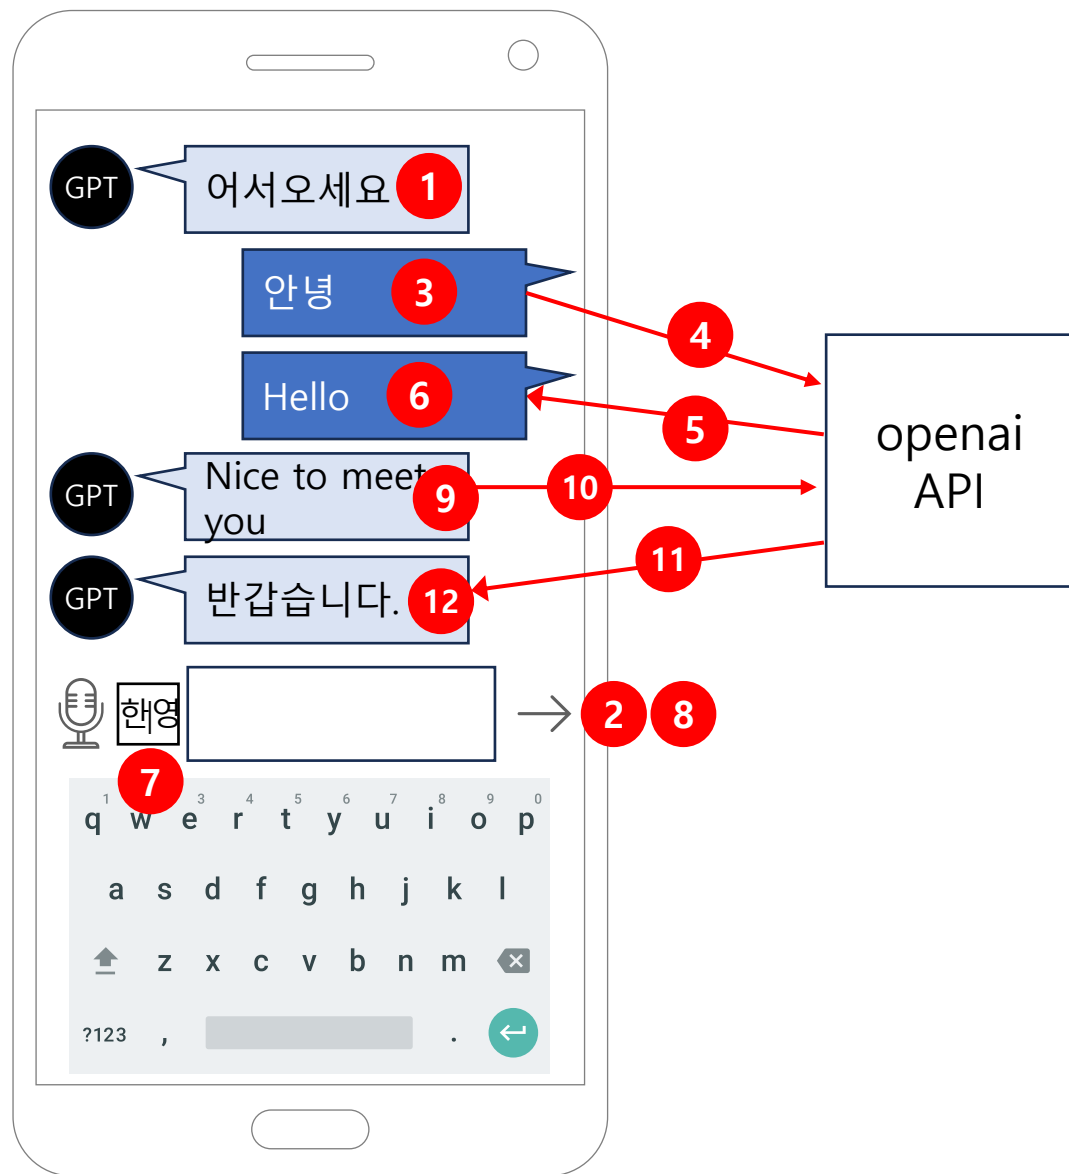 GPT
어서오세요
1
안녕
3
4
Hello
6
5
openai
API
GPT
Nice to meet
you
9
10
GPT
반갑습니다.
12
11
한영
2
8
7
1 3 4 5 6 7 8 9 0
q w e r t y u i o p
a s d f g h j k l
z x c v b n m
?123 , .